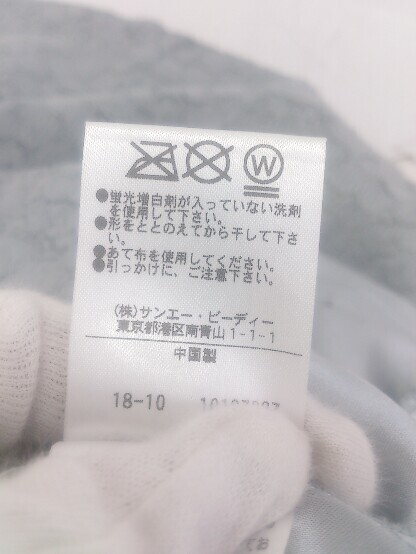 W
●蛍光増白剤が入っていない洗剤
を使用して下さい。
●形をととのえてから干して下さ
い。
●あて布を使用してください。
●引っかけに、ご注意下さい。
(株)サンエー・ビーディー
東京都港区南青山1-1-1
中国製
18-10